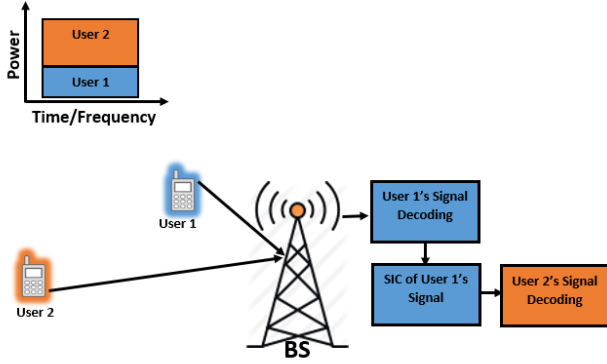 Power
User 2
User 1
Time/Frequency
User 1
User 2
BS
User 1's Signal
Decoding
SIC of User 1's
Signal
User 2's Signal
Decoding